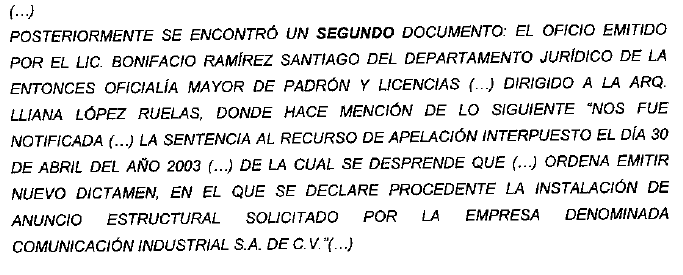 (...)
POSTERIORMENTE SE ENCONTRÓ UN SEGUNDO DOCUMENTO: EL OFICIO EMITIDO
POR EL LIC. BONIFACIO RAMÍREZ SANTIAGO DEL DEPARTAMENTO JURÍDICO DE LA
ENTONCES OFICIALÍA MAYOR DE PADRÓN Y LICENCIAS (...) DIRIGIDO A LA ARQ.
LLIANA LÓPEZ RUELAS, DONDE HACE MENCIÓN DE LO SIGUIENTE "NOS FUE
NOTIFICADA (...) LA SENTENCIA AL RECURSO DE APELACIÓN INTERPUESTO EL DÍA 30
DE ABRIL DEL AÑO 2003 (...) DE LA CUAL SE DESPRENDE QUE (...) ORDENA EMITIR
NUEVO DICTAMEN, EN EL QUE SE DECLARE PROCEDENTE LA INSTALACIÓN DE
ANUNCIO ESTRUCTURAL SOLICITADO POR LA EMPRESA DENOMINADA
COMUNICACIÓN INDUSTRIAL S.A. DE C.V."(...)